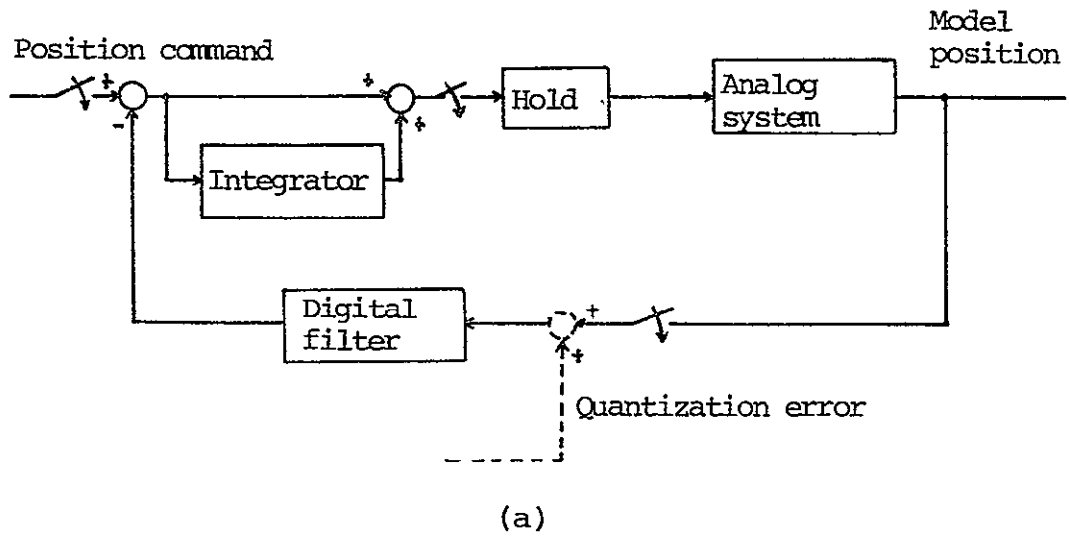 Position command
Model
position
+
-
+
+
Hold
Analog
system
Integrator
Digital
filter
+
+
Quantization error
(a)